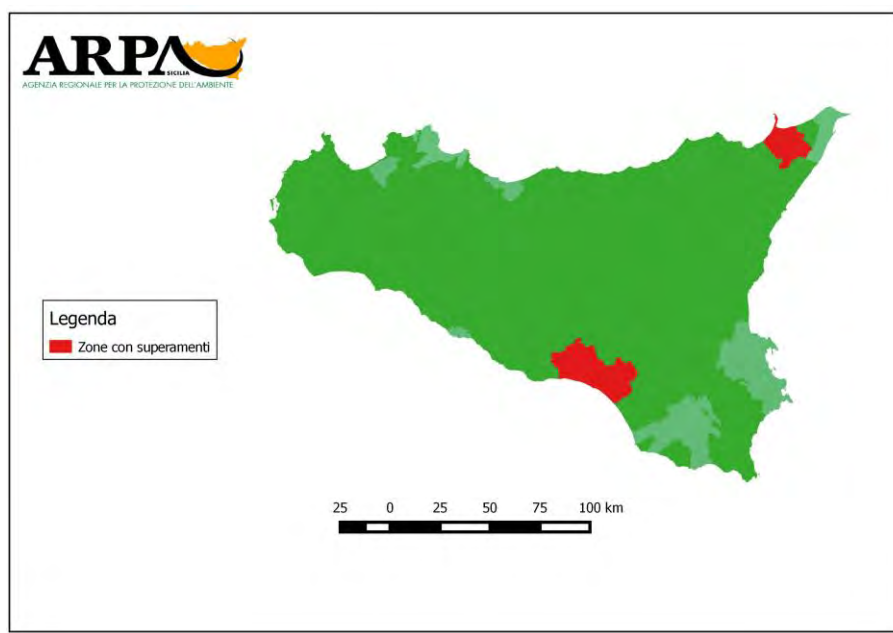 ARPA
SICILIA
AGENZIA REGIONALE PER LA PROTEZIONE DELL'AMBIENTE
Legenda
Zone con superamenti
25 0 25 50 75 100 km